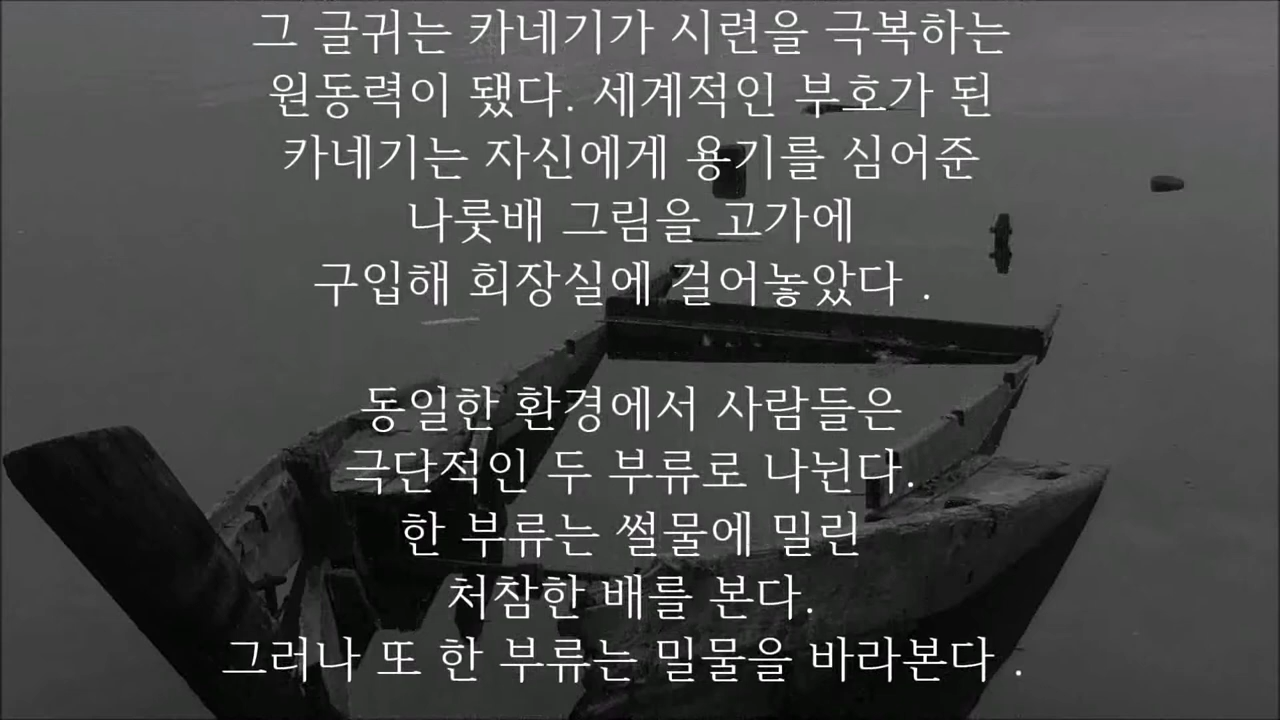 그 글귀는 카네기가 시련을 극복하는
원동력이 됐다. 세계적인 부호가 된
카네기는 자신에게 용기를 심어준
나룻배 그림을 고가에
구입해 회장실에 걸어놓았다 .
동일한 환경에서 사람들은
극단적인 두 부류로 나뉜다.
한 부류는 썰물에 밀린
처참한 배를 본다.
그러나 또 한 부류는 밀물을 바라본다 .